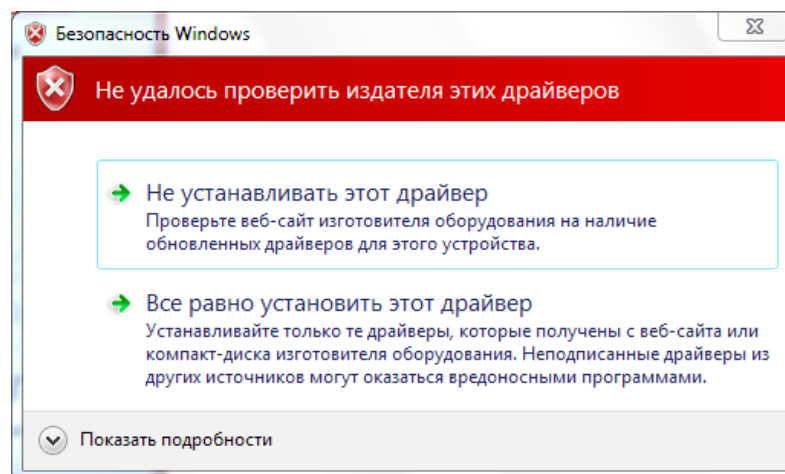 Безопасность Windows
Не удалось проверить издателя этих драйверов
Не устанавливать этот драйвер
Проверьте веб-сайт изготовителя оборудования на наличие
обновленных драйверов для этого устройства.
Все равно установить этот драйвер
Устанавливайте только те драйверы, которые получены с веб-сайта или
компакт-диска изготовителя оборудования. Неподписанные драйверы из
других источников могут оказаться вредоносными программами.
Показать подробности